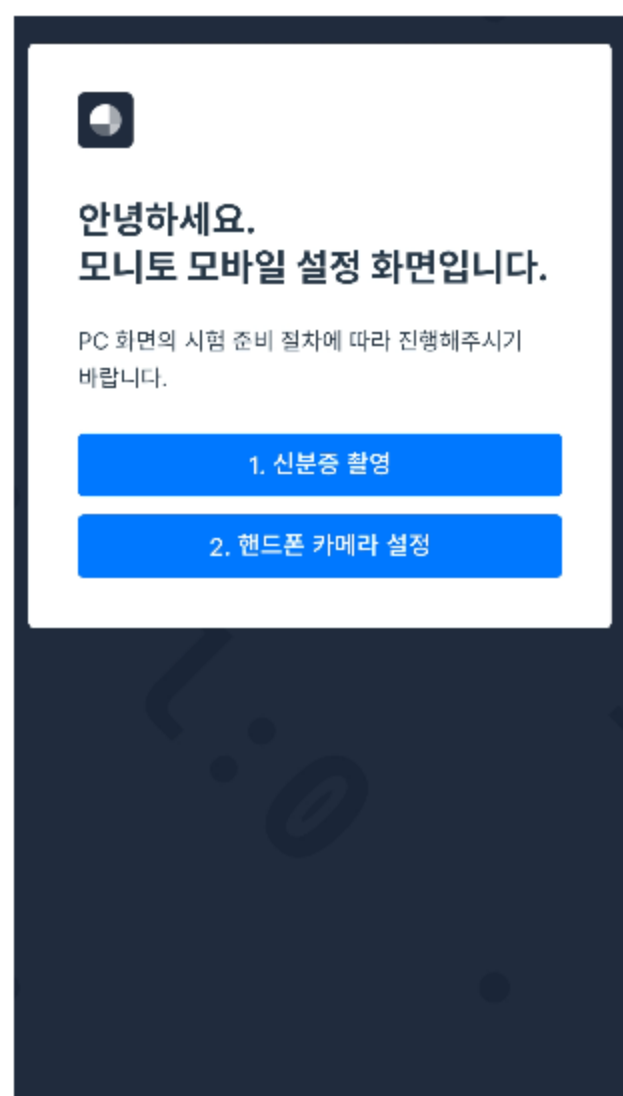 안녕하세요.
모니토 모바일 설정 화면입니다.
PC 화면의 시험 준비 절차에 따라 진행해주시기
바랍니다.
1. 신분증 촬영
2. 핸드폰 카메라 설정